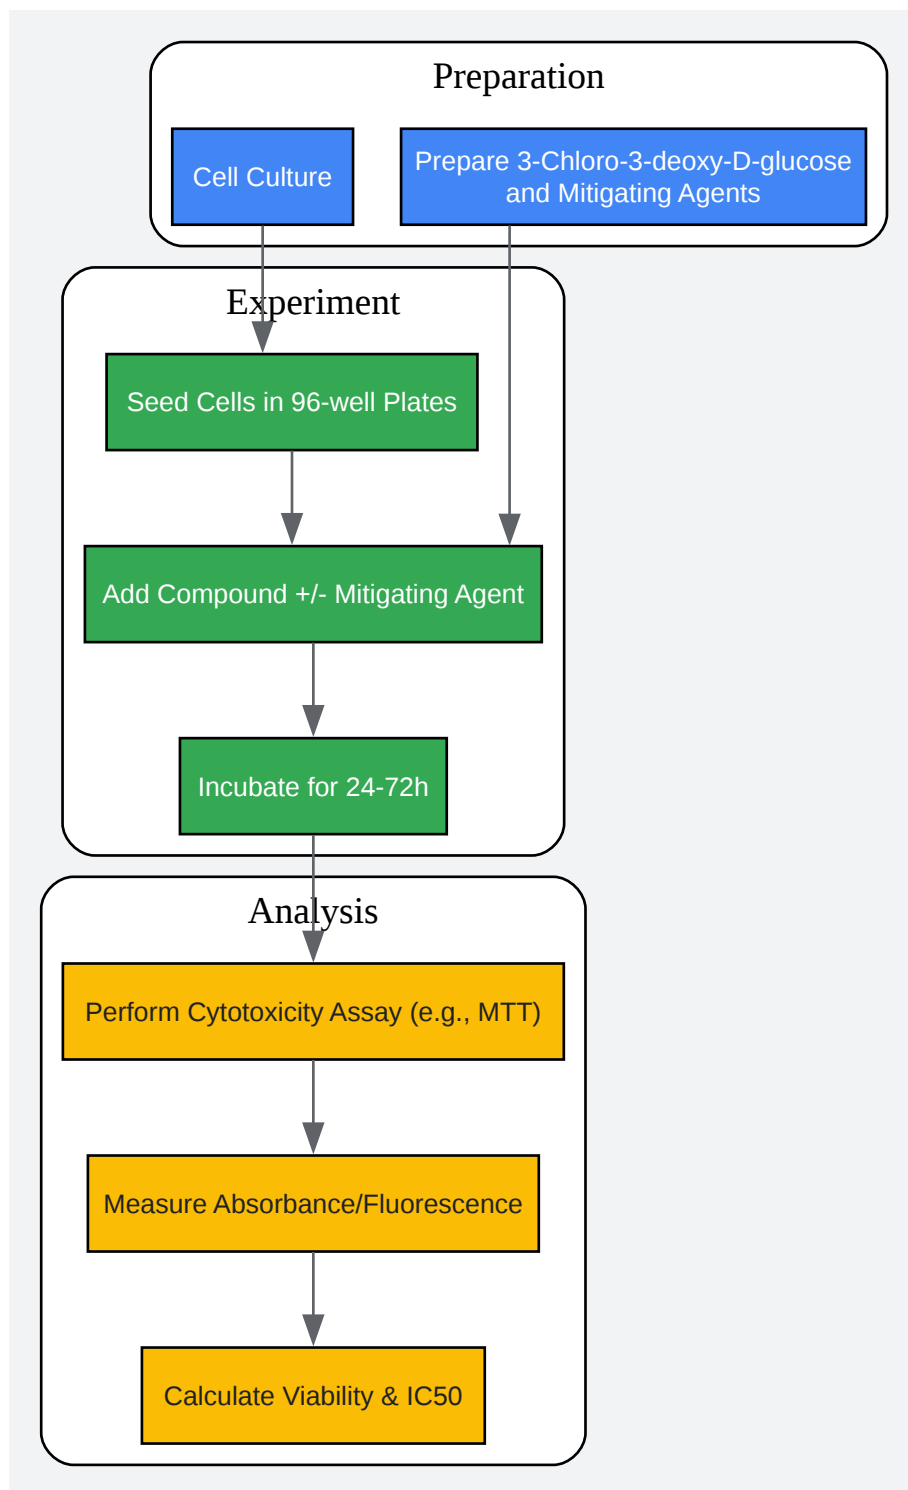 Preparation
Cell Culture
Prepare 3-Chloro-3-deoxy-D-glucose
and Mitigating Agents
Experiment
Seed Cells in 96-well Plates
Add Compound +/- Mitigating Agent
Incubate for 24-72h
Analysis
Perform Cytotoxicity Assay (e.g., MTT)
Measure Absorbance/Fluorescence
Calculate Viability & IC50